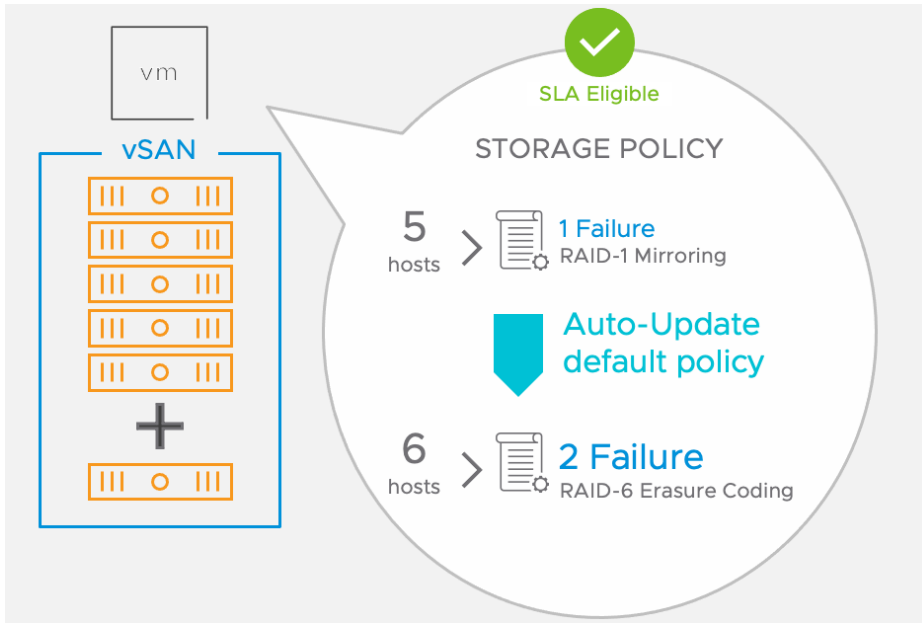 vm
vSAN
SLA Eligible
STORAGE POLICY
5
hosts
1 Failure
RAID-1 Mirroring
Auto-Update
default policy
6
hosts
2 Failure
RAID-6 Erasure Coding